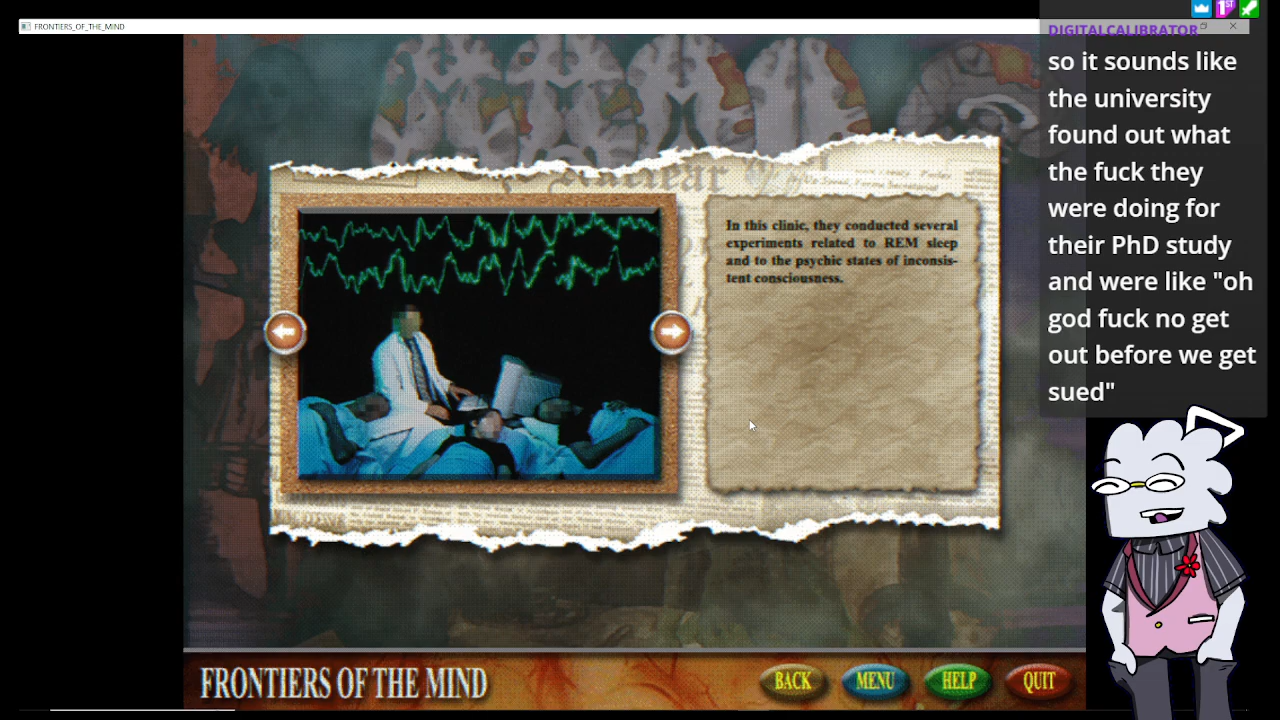 FRONTIERS_OF_THE_MIND
1ST
DIGITALCALIBRATOR
so it sounds like
the university
found out what
the fuck they
were doing for
their PhD study
and were like "oh
god fuck no get
out before we get
sued"
Nuclear
In this clinic, they conducted several
experiments related to REM sleep
and to the psychic states of inconsis-
tent consciousness.
FRONTIERS OF THE MIND
BACK
MENU
HELP
QUIT